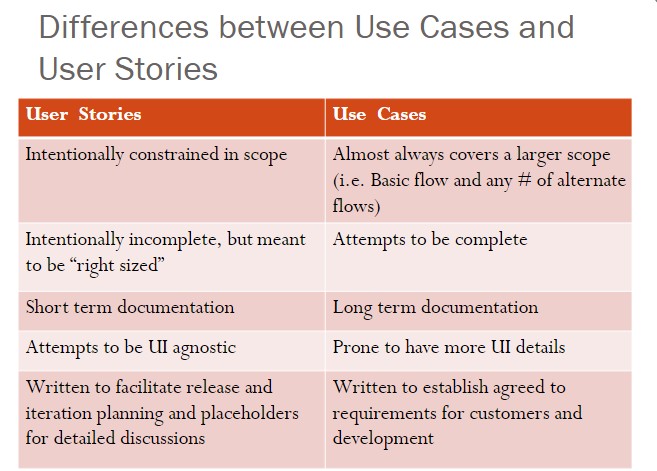 Differences between Use Cases and
User Stories
User Stories
Use Cases
Intentionally constrained in scope
Almost always covers a larger scope
(i.e. Basic flow and any # of alternate
flows)
Intentionally incomplete, but meant
to be “right sized”
Attempts to be complete
Short term documentation
Long term documentation
Attempts to be UI agnostic
Prone to have more UI details
Written to facilitate release and
iteration planning and placeholders
for detailed discussions
Written to establish agreed to
requirements for customers and
development